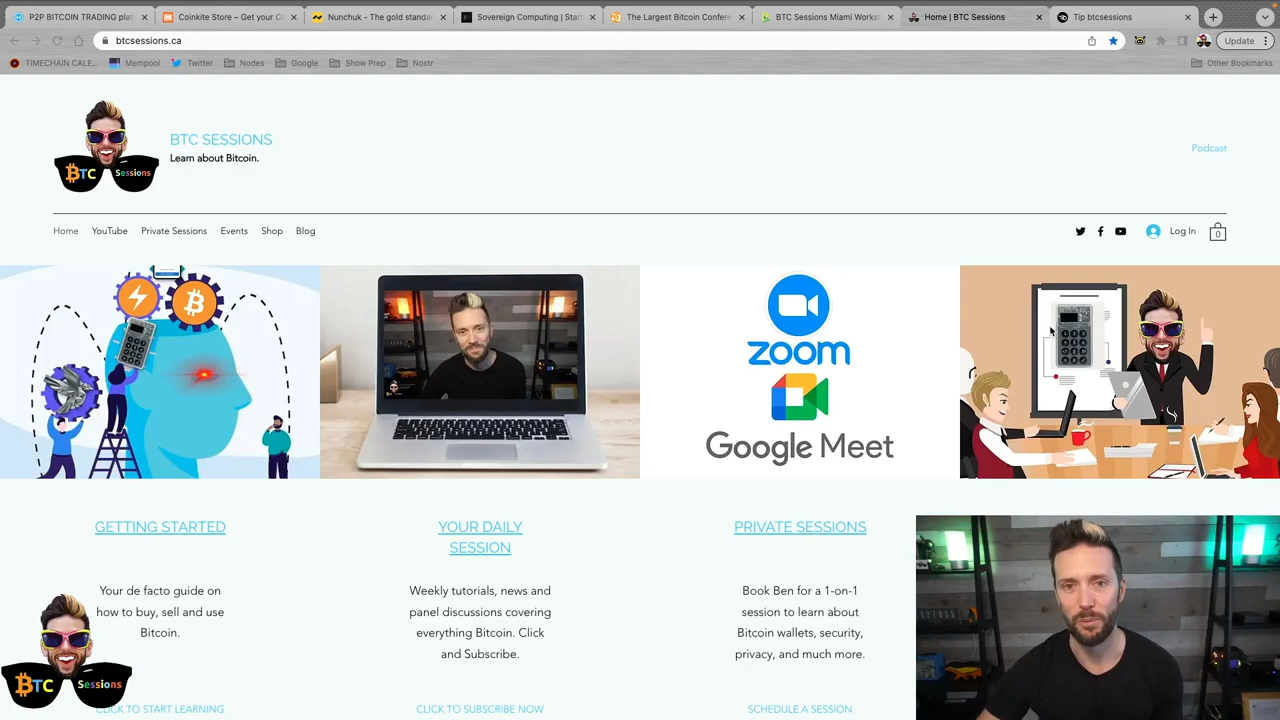 P2P BITCOIN TRADING plat
Coinkite Store – Get your Co
Nunchuk - The gold standar
Sovereign Computing | Start
The Largest Bitcoin Confere
BTC Sessions Miami Worksh
Home | BTC Sessions
Tip btcsessions
btcsessions.ca
Update
TIMECHAIN CALE...
Mempool
Twitter
Nodes
Google
Show Prep
Nostr
Other Bookmarks
BTC Sessions
BTC SESSIONS
Learn about Bitcoin.
Podcast
Home
YouTube
Private Sessions
Events
Shop
Blog
Log In
0
zoom
Google Meet
GETTING STARTED
YOUR DAILY
SESSION
PRIVATE SESSIONS
Your de facto guide on
how to buy, sell and use
Bitcoin.
Weekly tutorials, news and
panel discussions covering
everything Bitcoin. Click
and Subscribe.
Book Ben for a 1-on-1
session to learn about
Bitcoin wallets, security,
privacy, and much more.
BTC Sessions
CLICK TO START LEARNING
CLICK TO SUBSCRIBE NOW
SCHEDULE A SESSION